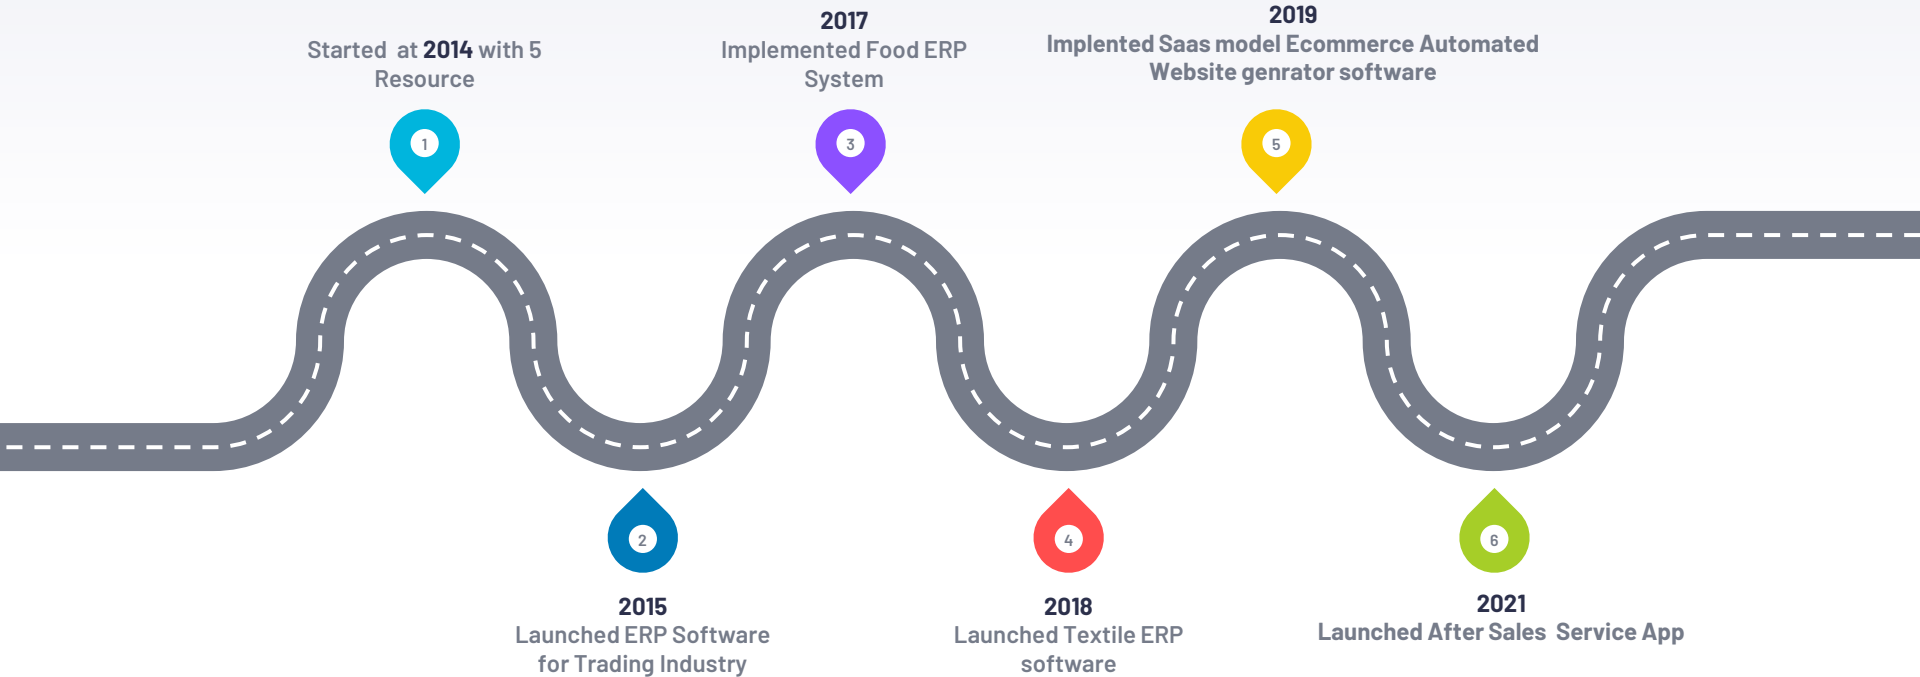 Started at 2014 with 5
Resource
1
2
2015
Launched ERP Software
for Trading Industry
2017
Implemented Food ERP
System
3
4
2018
Launched Textile ERP
software
2019
Implented Saas model Ecommerce Automated
Website genrator software
5
6
2021
Launched After Sales Service App